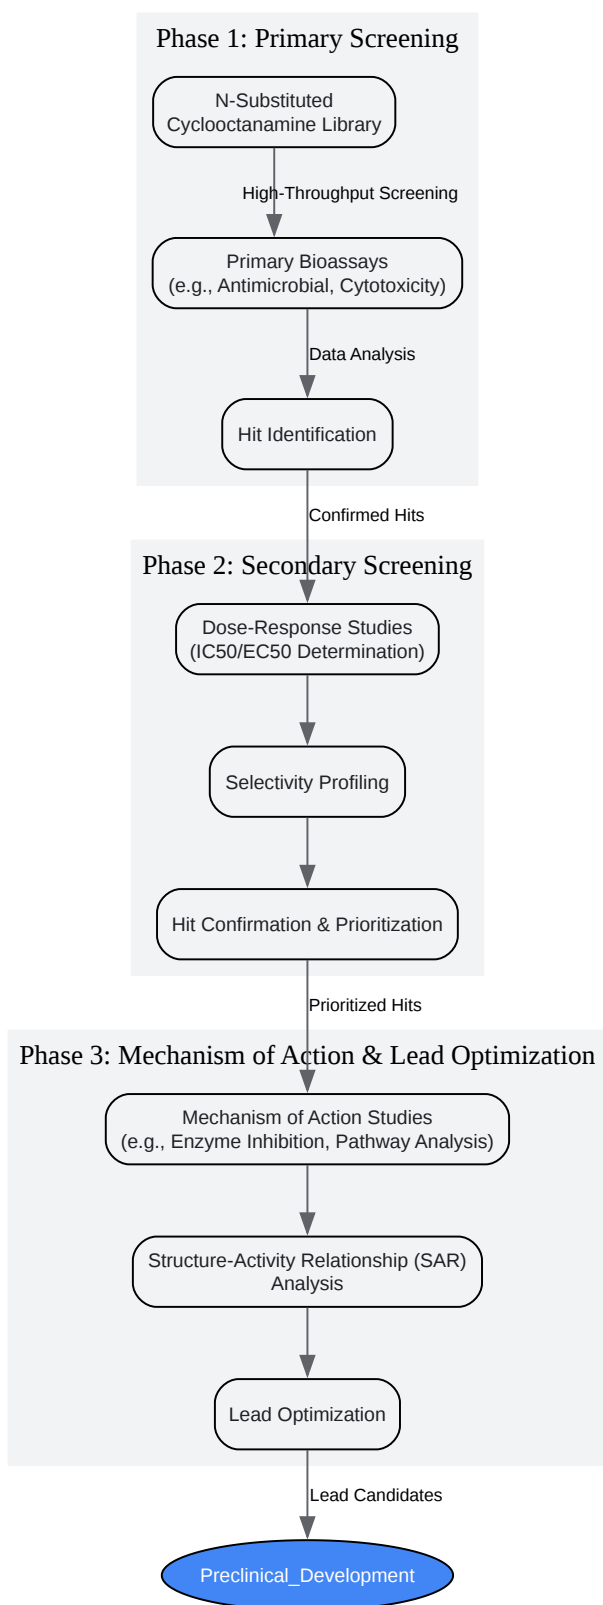 Phase 1: Primary Screening
N-Substituted
Cyclooctanamine Library
High-Throughput Screening
Primary Bioassays
(e.g., Antimicrobial, Cytotoxicity)
Data Analysis
Hit Identification
Confirmed Hits
Phase 2: Secondary Screening
Dose-Response Studies
(IC50/EC50 Determination)
Selectivity Profiling
Hit Confirmation & Prioritization
Prioritized Hits
Phase 3: Mechanism of Action & Lead Optimization
Mechanism of Action Studies
(e.g., Enzyme Inhibition, Pathway Analysis)
Structure-Activity Relationship (SAR)
Analysis
Lead Optimization
Lead Candidates
Preclinical_Development